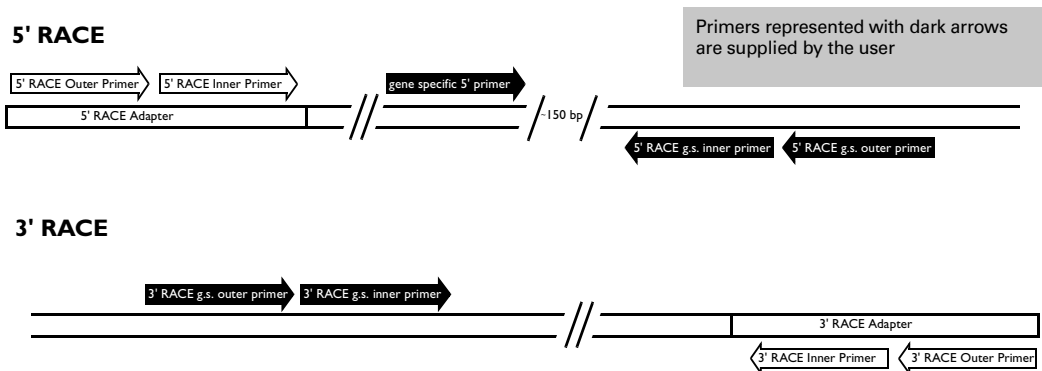 5' RACE
Primers represented with dark arrows
are supplied by the user
5' RACE Outer Primer
5' RACE Inner Primer
gene specific 5' primer
5' RACE Adapter
~150 bp
5' RACE g.s. inner primer
5' RACE g.s. outer primer
3' RACE
3' RACE g.s. outer primer
3' RACE g.s. inner primer
3' RACE Adapter
3' RACE Inner Primer
3' RACE Outer Primer